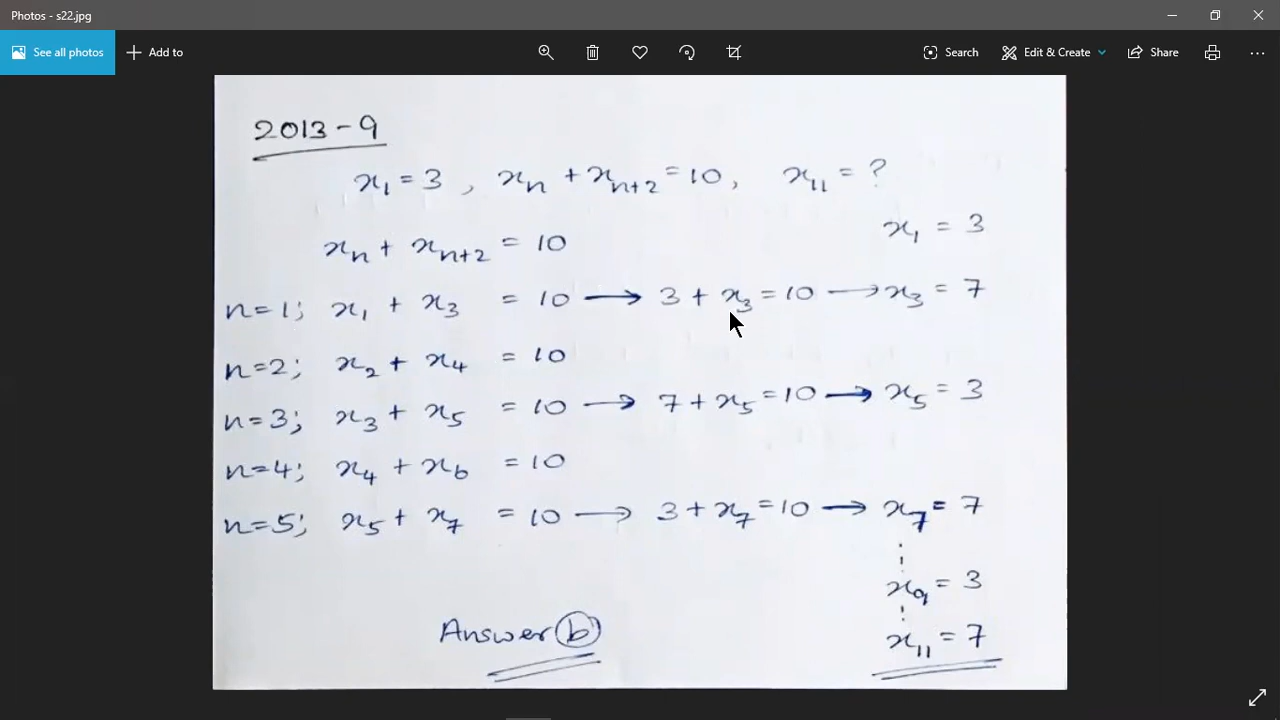 Photos - s22.jpg
See all photos Add to Search Edit & Create Share
2013-9
x₁ = 3 , xₙ + xₙ₊₂ = 10, x₁₁ = ?
x₁ = 3
xₙ + xₙ₊₂ = 10
n=1; x₁ + x₃ = 10 → 3 + x₃ = 10 → x₃ = 7
n=2; x₂ + x₄ = 10
n=3; x₃ + x₅ = 10 → 7 + x₅ = 10 → x₅ = 3
n=4; x₄ + x₆ = 10
n=5; x₅ + x₇ = 10 → 3 + x₇ = 10 → x₇ = 7
x₉ = 3
Answer (b)
x₁₁ = 7